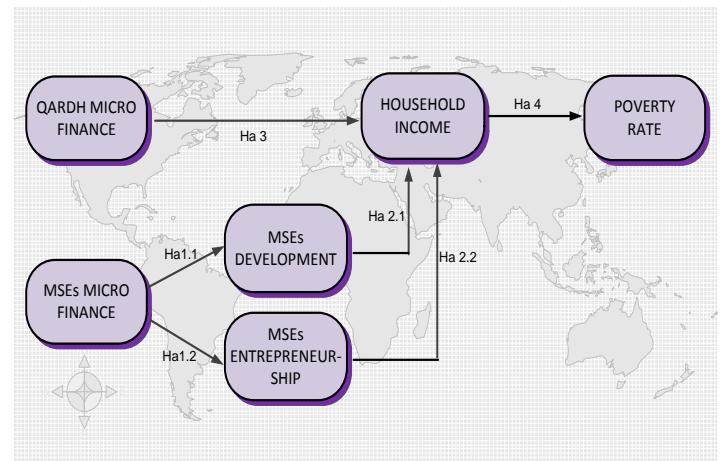 QARDH MICRO
FINANCE
Ha 3
HOUSEHOLD
INCOME
Ha 4
POVERTY
RATE
MSEs MICRO
FINANCE
Ha1.1
MSEs
DEVELOPMENT
Ha 2.1
Ha1.2
MSEs
ENTREPRENEUR-
SHIP
Ha 2.2